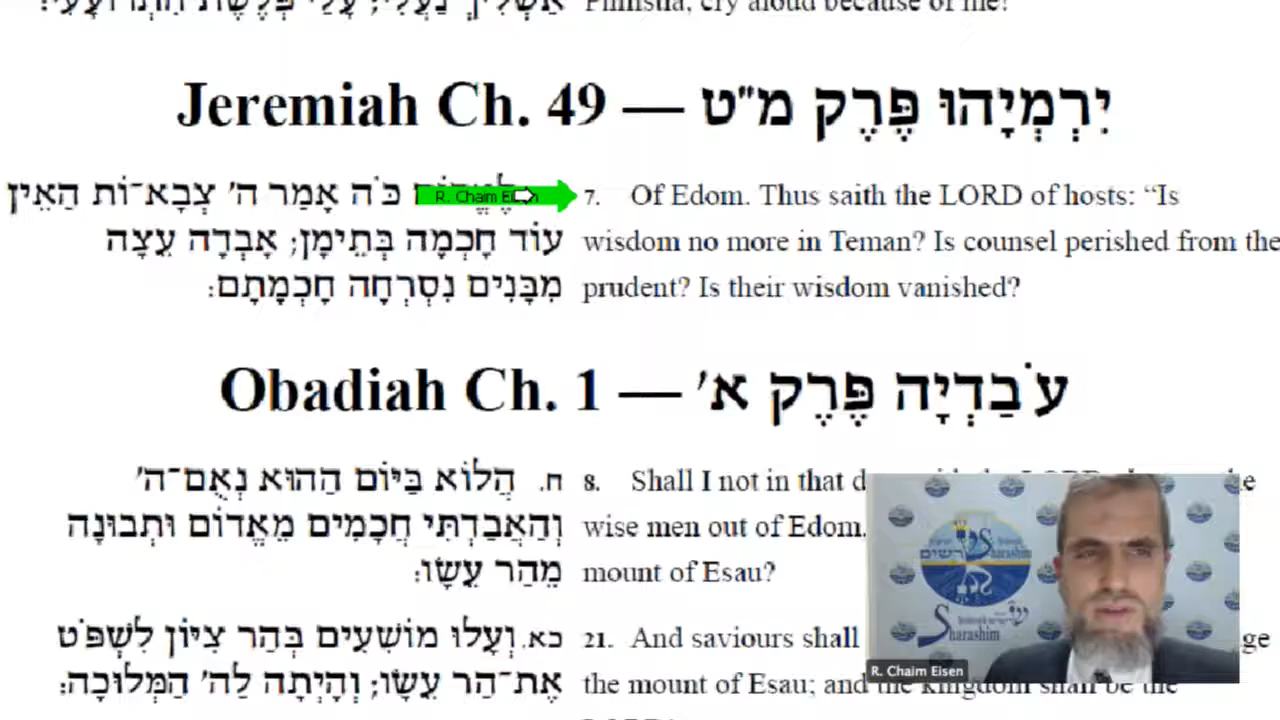 אַשְׁלִיךְ נַעֲלִי; עָלַי פְּלֶשֶׁת
Philistia, cry aloud because of me!
Jeremiah Ch. 49 — יִרְמְיָהוּ פֶּרֶק מ"ט
כֹּה אָמַר ה' צְבָא־וֹת הַאֵין
עוֹד חָכְמָה בְּתֵימָן; אָבְדָה עֵצָה
מִבָּנִים נִסְרְחָה חָכְמָתָם:
R. Chaim Eisen
7. Of Edom. Thus saith the LORD of hosts: “Is
wisdom no more in Teman? Is counsel perished from the
prudent? Is their wisdom vanished?
Obadiah Ch. 1 — עֹבַדְיָה פֶּרֶק א'
ח. הֲלוֹא בַּיּוֹם הַהוּא נְאֻם־ה'
וְהַאֲבַדְתִּי חֲכָמִים מֵאֱדוֹם וּתְבוּנָה
מֵהַר עֵשָׂו:
8. Shall I not in that
wise men out of Edom,
mount of Esau?
כא. וְעָלוּ מוֹשִׁעִים בְּהַר צִיּוֹן לִשְׁפֹּט
אֶת־הַר עֵשָׂו; וְהָיְתָה לַה' הַמְּלוּכָה:
21. And saviours shall
the mount of Esau; and the kingdom shall be the
שרשים
Sharashim
Sharashim
R. Chaim Eisen